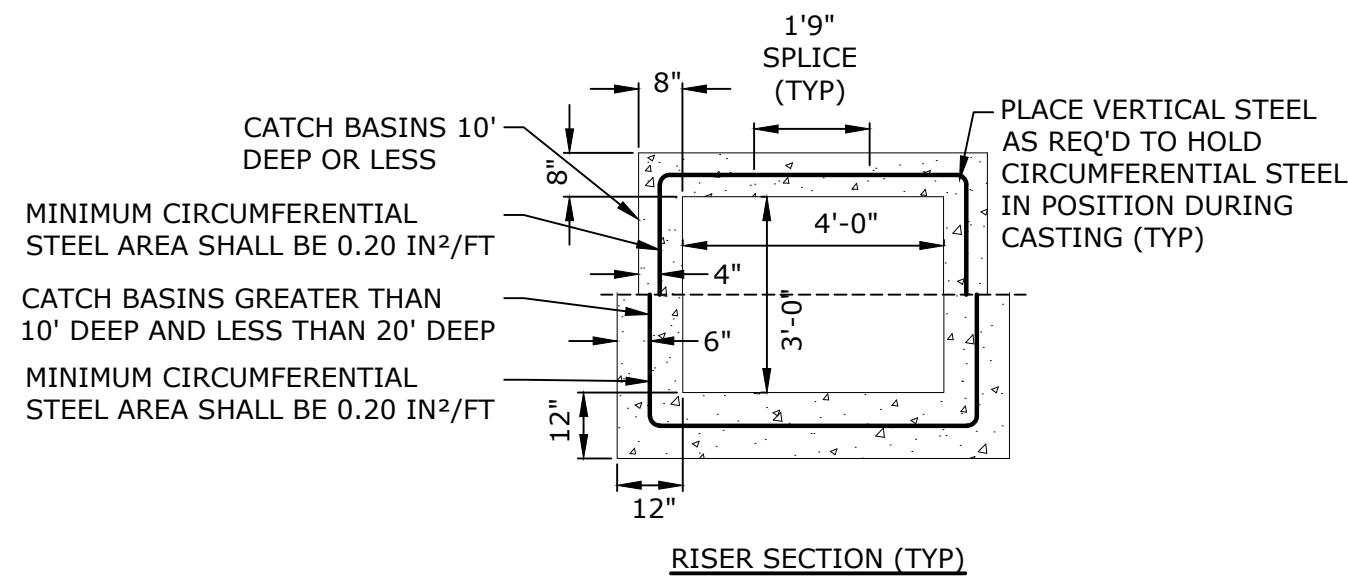 1'9"
SPLICE
(TYP)
8"
CATCH BASINS 10'
DEEP OR LESS
8"
PLACE VERTICAL STEEL
AS REQ'D TO HOLD
CIRCUMFERENTIAL STEEL
IN POSITION DURING
CASTING (TYP)
MINIMUM CIRCUMFERENTIAL
STEEL AREA SHALL BE 0.20 IN²/FT
4'-0"
4"
CATCH BASINS GREATER THAN
10' DEEP AND LESS THAN 20' DEEP
6"
3'-0"
MINIMUM CIRCUMFERENTIAL
STEEL AREA SHALL BE 0.20 IN²/FT
12"
12"
RISER SECTION (TYP)